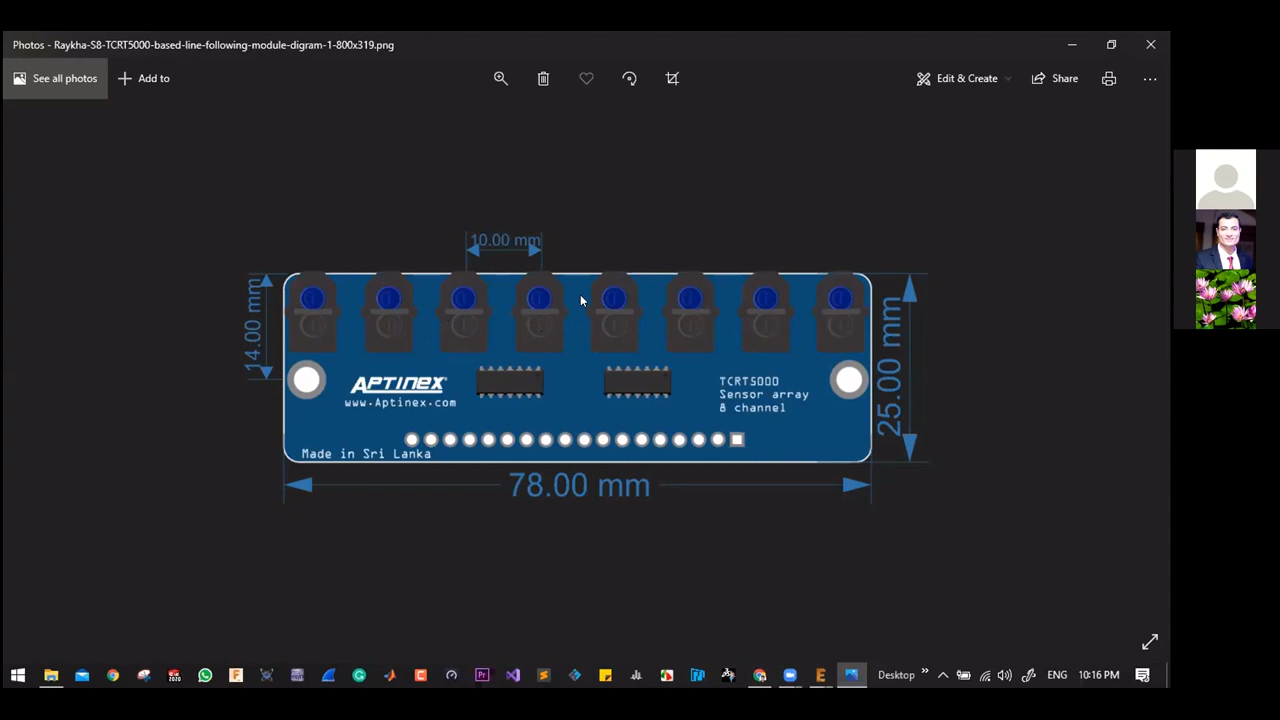 Photos - Raykha-S8-TCRT5000-based-line-following-module-digram-1-800x319.png
See all photos
Add to
Edit & Create
Share
10.00 mm
14.00 mm
25.00 mm
APTINEX
www.Aptinex.com
TCRT5000
Sensor array
8 channel
Made in Sri Lanka
78.00 mm
Desktop
ENG
10:16 PM